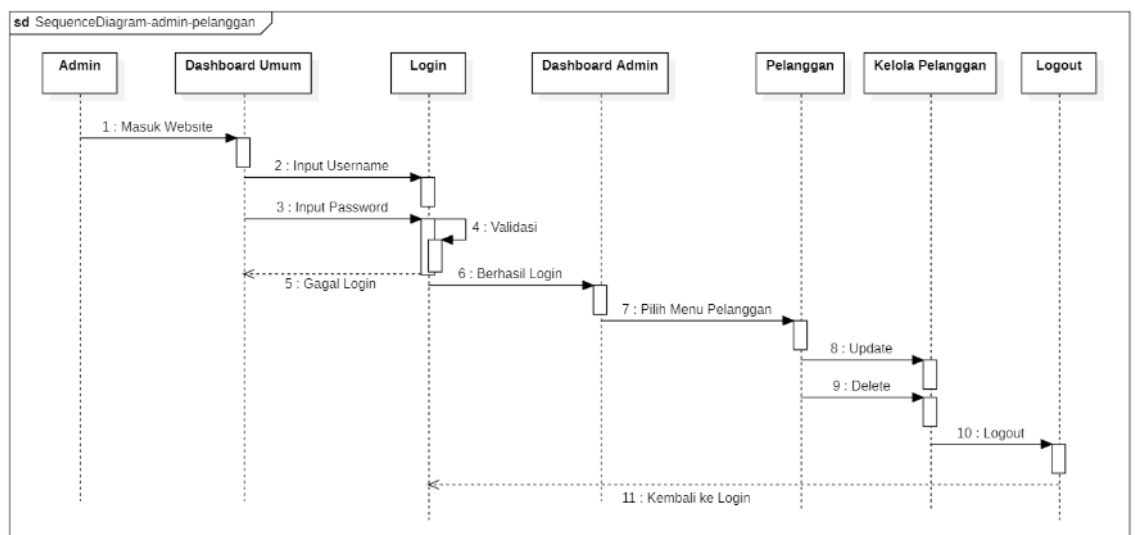 sd SequenceDiagram-admin-pelanggan
Admin
Dashboard Umum
Login
Dashboard Admin
Pelanggan
Kelola Pelanggan
Logout
1 : Masuk Website
2 : Input Username
3 : Input Password
4 : Validasi
5 : Gagal Login
6 : Berhasil Login
7 : Pilih Menu Pelanggan
8 : Update
9 : Delete
10 : Logout
11 : Kembali ke Login